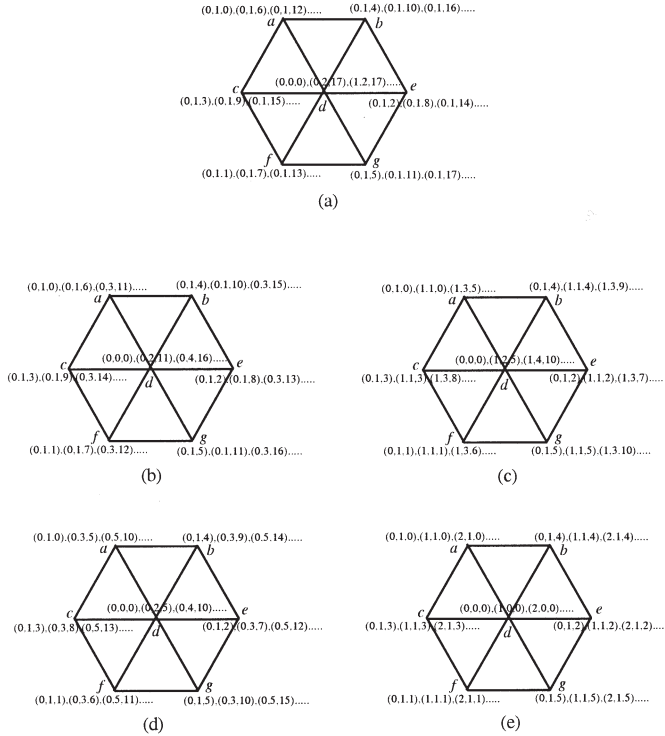 (0.1.0).(0.1.6).(0.1.12)..... (0.1.4).(0.1.10).(0.1.16).....
a b
c (0.0.0).(0.2.17).(1.2.17)..... e
(0.1.3).(0.1.9).(0.1.15)..... d (0.1.2).(0.1.8).(0.1.14).....
f g
(0.1.1).(0.1.7).(0.1.13)..... (0.1.5).(0.1.11).(0.1.17).....
(a)
(0.1.0).(0.1.6).(0.3.11)..... (0.1.4).(0.1.10).(0.3.15).....
a b
c (0.0.0).(0.2.11).(0.4.16)..... e
(0.1.3).(0.1.9).(0.3.14)..... d (0.1.2).(0.1.8).(0.3.13).....
f g
(0.1.1).(0.1.7).(0.3.12)..... (0.1.5).(0.1.11).(0.3.16).....
(b)
(0.1.0).(1.1.0).(1.3.5)..... (0.1.4).(1.1.4).(1.3.9).....
a b
c (0.0.0).(1.2.5).(1.4.10)..... e
(0.1.3).(1.1.3).(1.3.8)..... d (0.1.2).(1.1.2).(1.3.7).....
f g
(0.1.1).(1.1.1).(1.3.6)..... (0.1.5).(1.1.5).(1.3.10).....
(c)
(0.1.0).(0.3.5).(0.5.10)..... (0.1.4).(0.3.9).(0.5.14).....
a b
c (0.0.0).(0.2.5).(0.4.10)..... e
(0.1.3).(0.3.8).(0.5.13)..... d (0.1.2).(0.3.7).(0.5.12).....
f g
(0.1.1).(0.3.6).(0.5.11)..... (0.1.5).(0.3.10).(0.5.15).....
(d)
(0.1.0).(1.1.0).(2.1.0)..... (0.1.4).(1.1.4).(2.1.4).....
a b
c (0.0.0).(1.0.0).(2.0.0)..... e
(0.1.3).(1.1.3).(2.1.3)..... d (0.1.2).(1.1.2).(2.1.2).....
f g
(0.1.1).(1.1.1).(2.1.1)..... (0.1.5).(1.1.5).(2.1.5).....
(e)